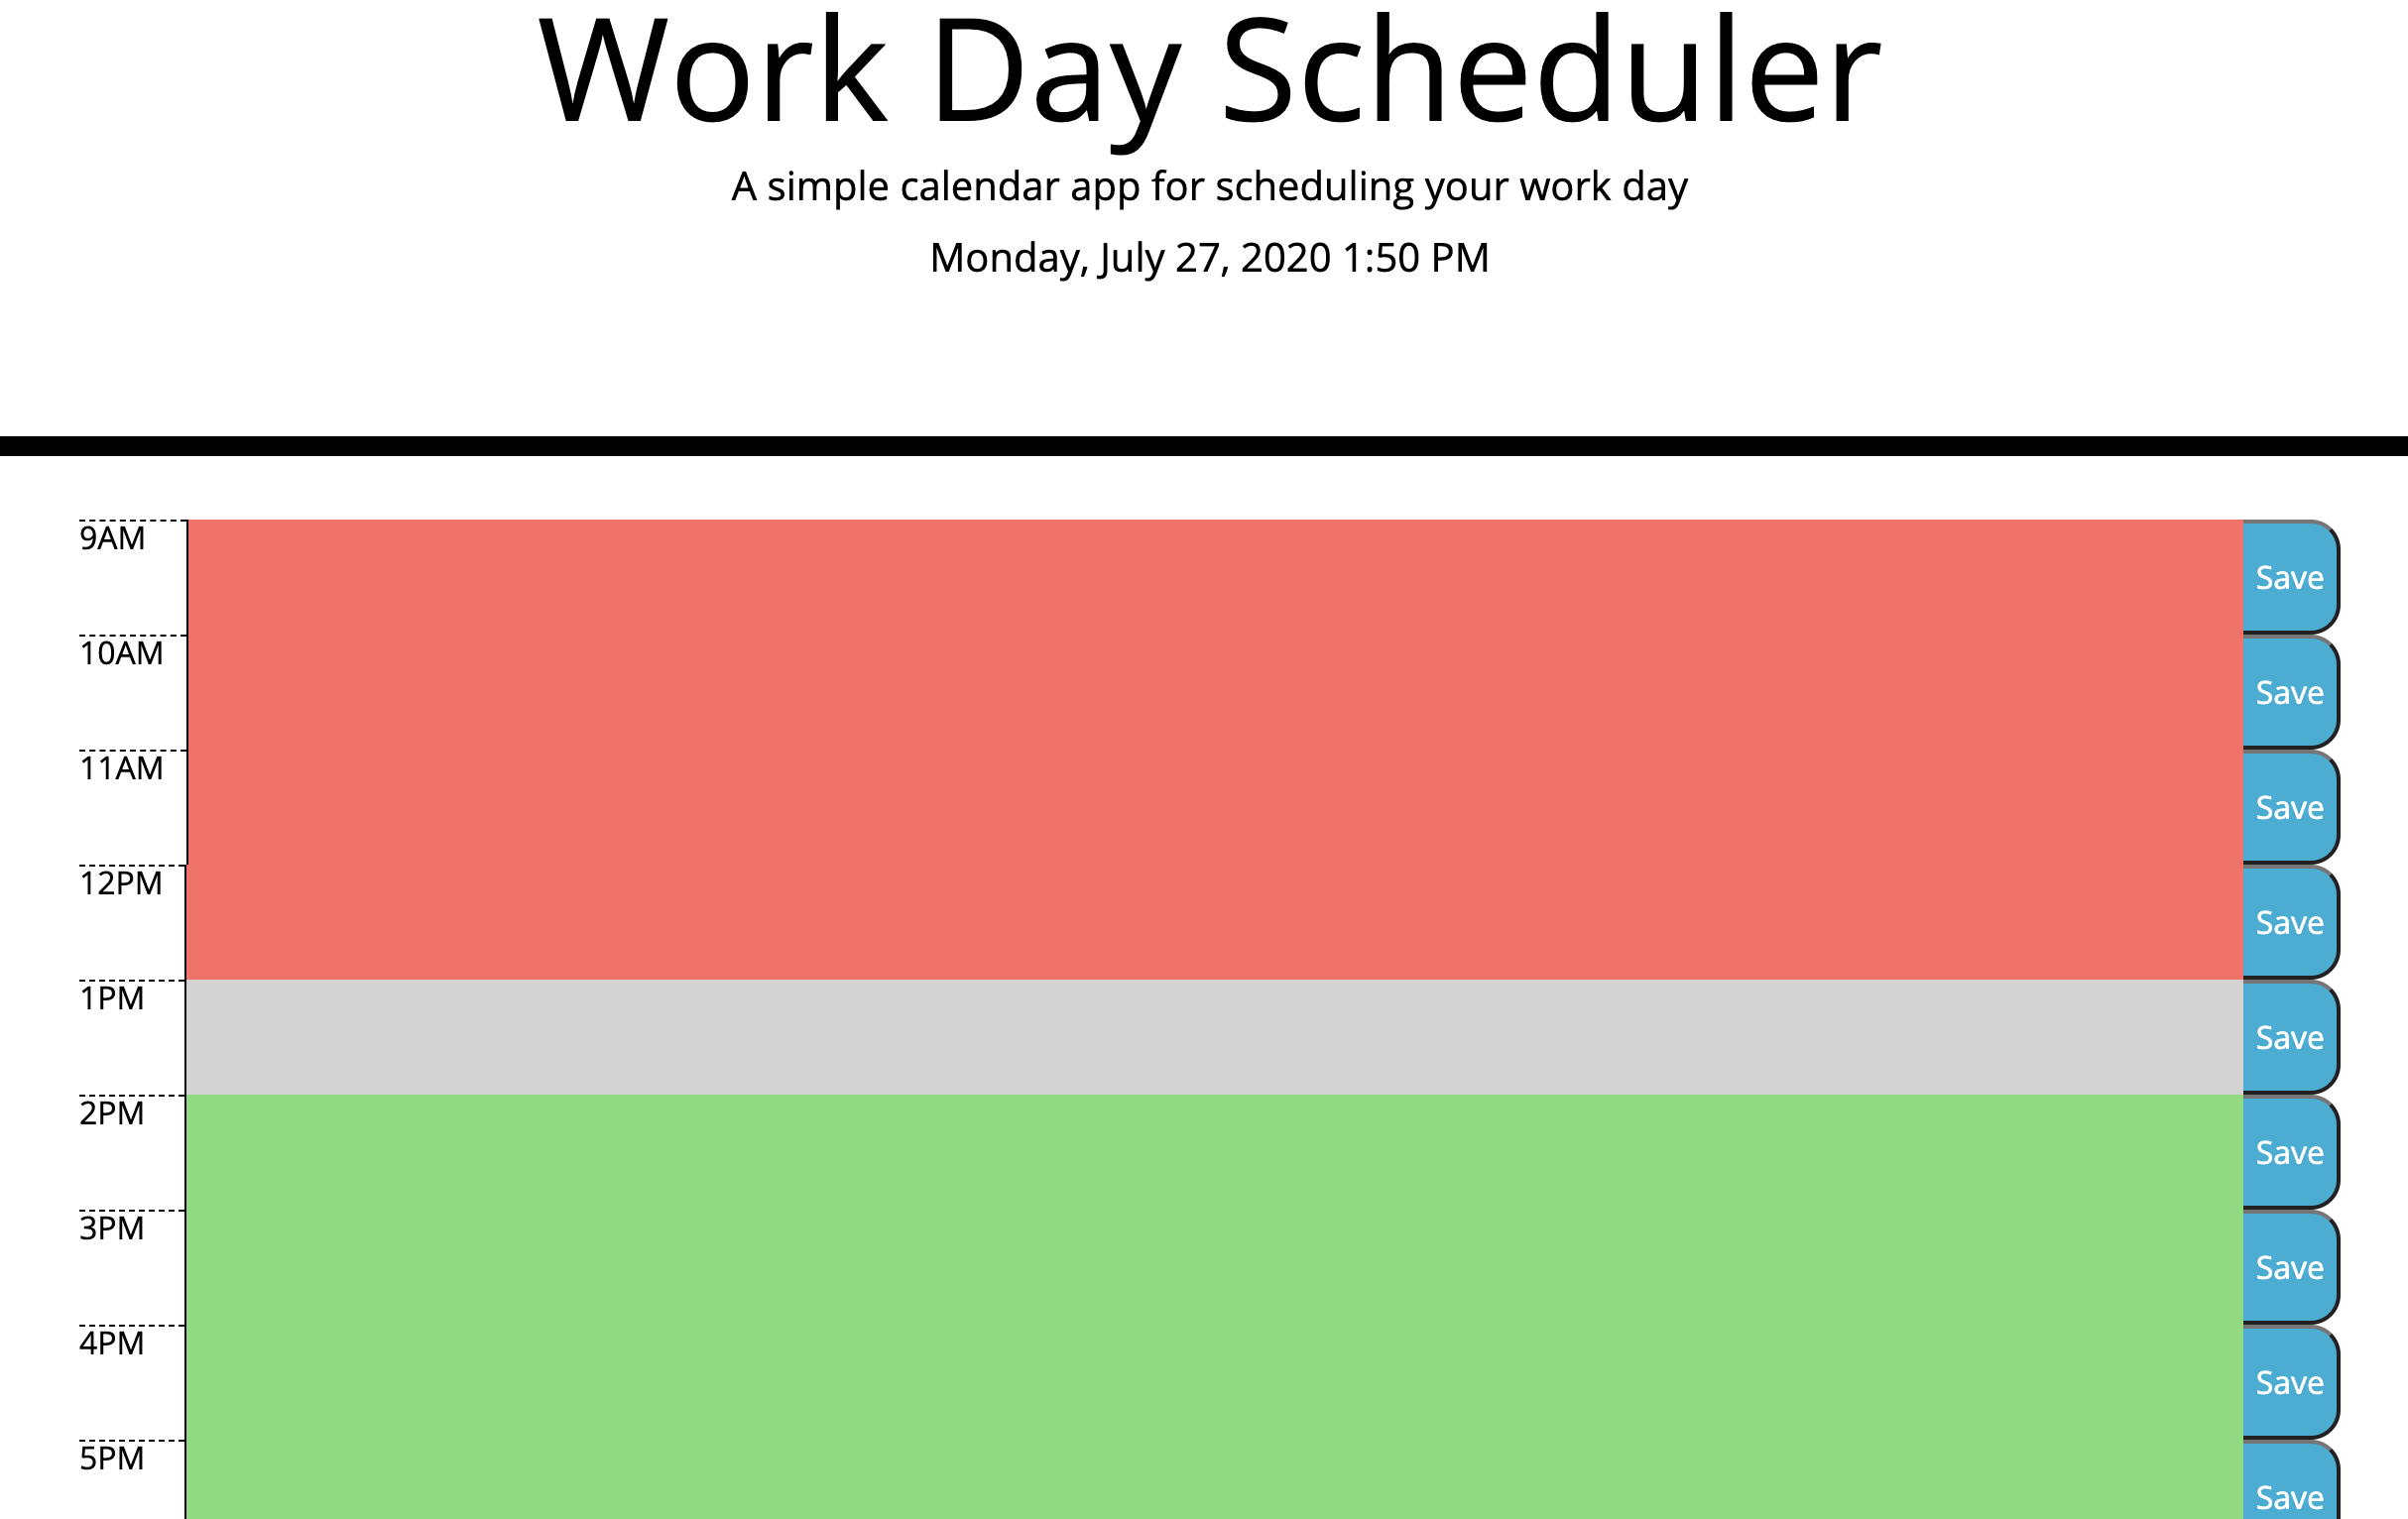 Work Day Scheduler
A simple calendar app for scheduling your work day
Monday, July 27, 2020 1:50 PM
9AM
Save
10AM
Save
11AM
Save
12PM
Save
1PM
Save
2PM
Save
3PM
Save
4PM
Save
5PM
Save